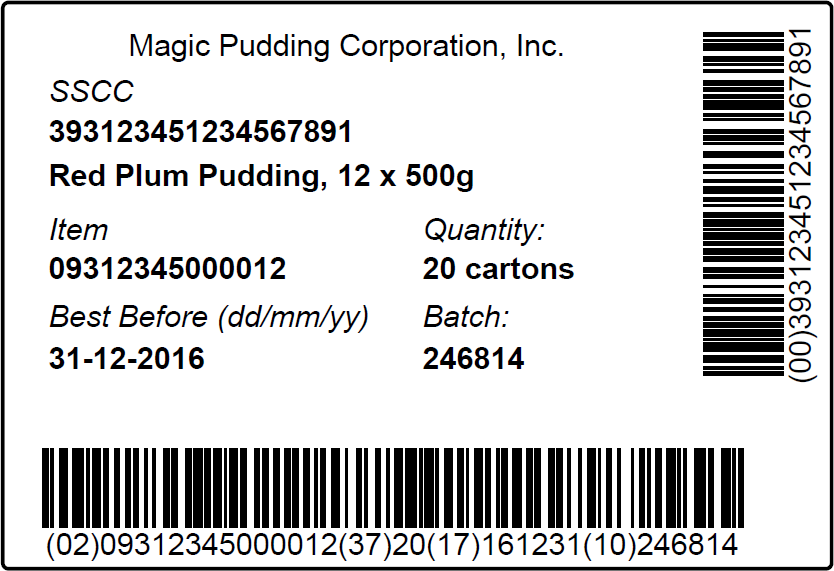 Magic Pudding Corporation, Inc.
SSCC
393123451234567891
Red Plum Pudding, 12 x 500g
Item
09312345000012
Quantity:
20 cartons
Best Before (dd/mm/yy)
31-12-2016
Batch:
246814
(00)393123451234567891
(02)09312345000012(37)20(17)161231(10)246814